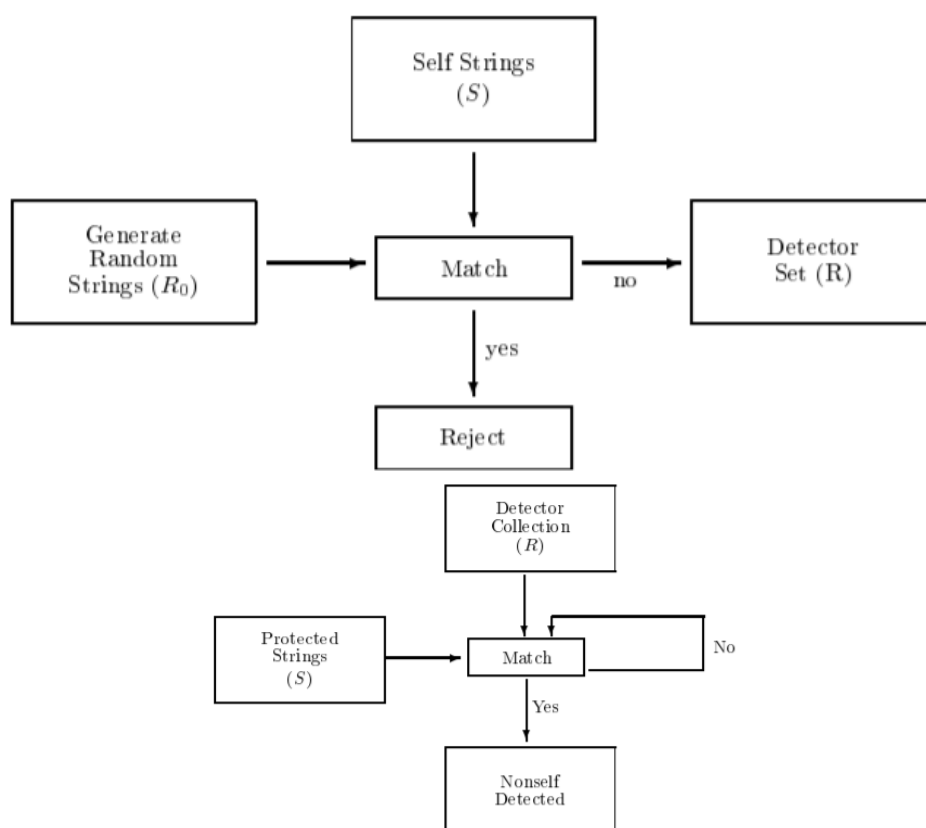 Self Strings
(S)
Generate
Random
Strings (R₀)
Match
no
Detector
Set (R)
yes
Reject
Detector
Collection
(R)
Protected
Strings
(S)
Match
No
Yes
Nonself
Detected